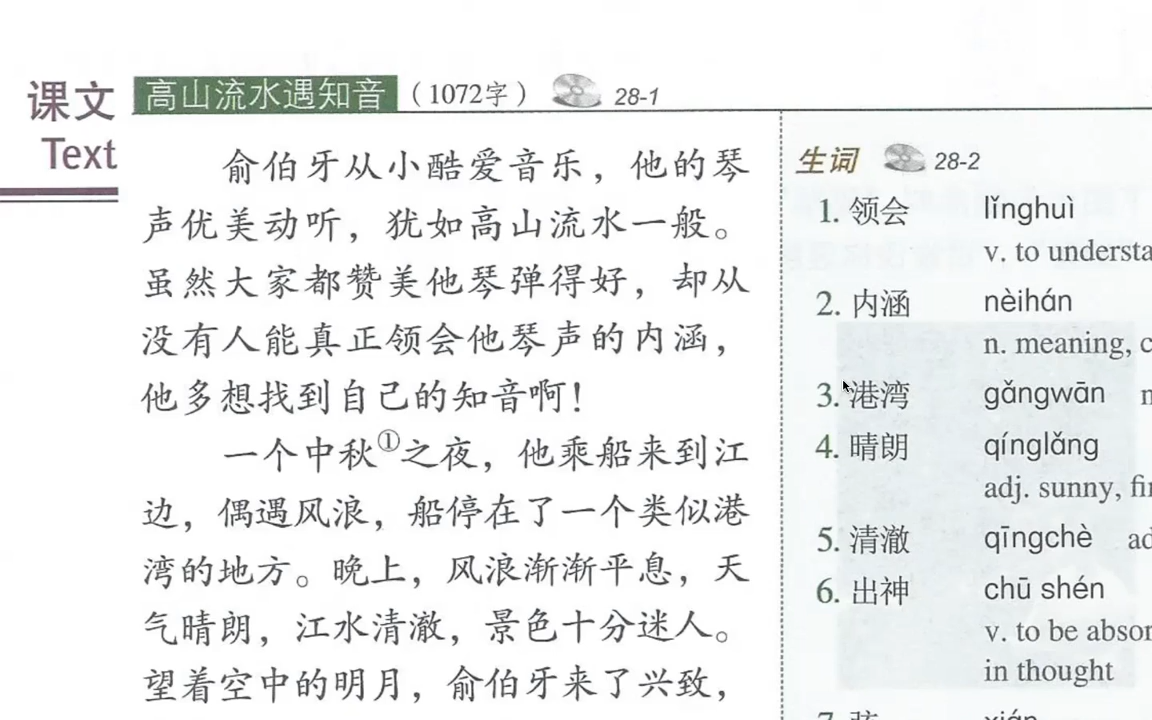 课文
Text
高山流水遇知音 （1072字） 28-1
俞伯牙从小酷爱音乐，他的琴
声优美动听，犹如高山流水一般。
虽然大家都赞美他琴弹得好，却从
没有人能真正领会他琴声的内涵，
他多想找到自己的知音啊！
一个中秋①之夜，他乘船来到江
边，偶遇风浪，船停在了一个类似港
湾的地方。晚上，风浪渐渐平息，天
气晴朗，江水清澈，景色十分迷人。
望着空中的明月，俞伯牙来了兴致，
生词 28-2
1. 领会 lǐnghuì
v. to understa
2. 内涵 nèihán
n. meaning, c
3. 港湾 gǎngwān n
4. 晴朗 qínglǎng
adj. sunny, fi
5. 清澈 qīngchè ad
6. 出神 chū shén
v. to be absor
in thought